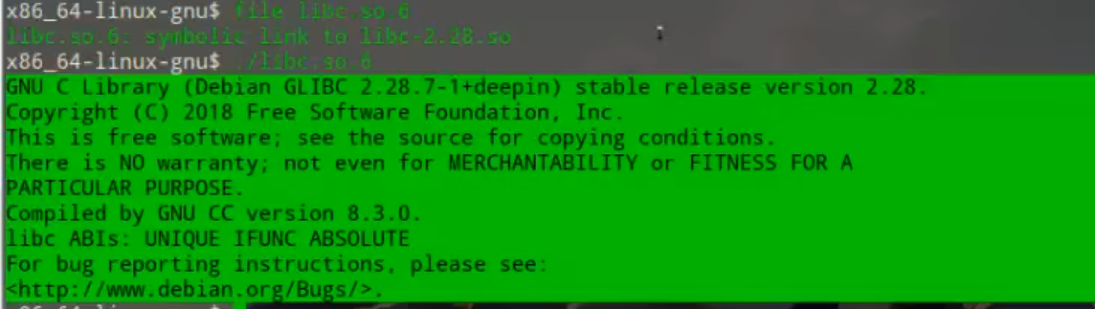 x86_64-linux-gnu$ file libc.so.6
libc.so.6: symbolic link to libc-2.28.so
x86_64-linux-gnu$ ./libc.so.6
GNU C Library (Debian GLIBC 2.28.7-1+deepin) stable release version 2.28.
Copyright (C) 2018 Free Software Foundation, Inc.
This is free software; see the source for copying conditions.
There is NO warranty; not even for MERCHANTABILITY or FITNESS FOR A
PARTICULAR PURPOSE.
Compiled by GNU CC version 8.3.0.
libc ABIs: UNIQUE IFUNC ABSOLUTE
For bug reporting instructions, please see:
<http://www.debian.org/Bugs/>.
x86_64-linux-gnu$